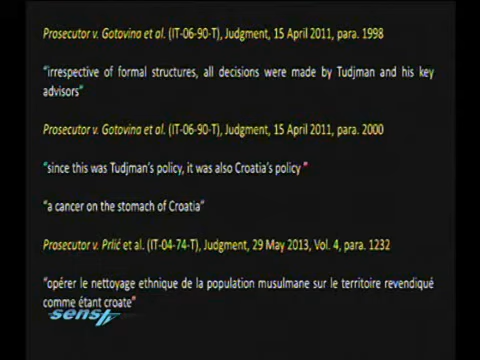 Prosecutor v. Gotovina et al. (IT-06-90-T), Judgment, 15 April 2011, para. 1998
"irrespective of formal structures, all decisions were made by Tudjman and his key
advisors"
Prosecutor v. Gotovina et al. (IT-06-90-T), Judgment, 15 April 2011, para. 2000
"since this was Tudjman's policy, it was also Croatia's policy "
"a cancer on the stomach of Croatia"
Prosecutor v. Prlić et al. (IT-04-74-T), Judgment, 29 May 2013, Vol. 4, para. 1232
"opérer le nettoyage ethnique de la population musulmane sur le territoire revendiqué
comme étant croate"
sense